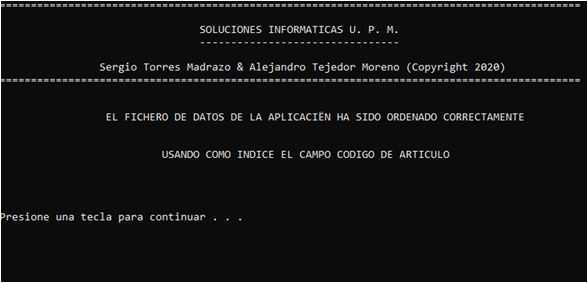 ================================================================================
SOLUCIONES INFORMATICAS U. P. M.
--------------------------------
Sergio Torres Madrazo & Alejandro Tejedor Moreno (Copyright 2020)
================================================================================
EL FICHERO DE DATOS DE LA APLICACIËN HA SIDO ORDENADO CORRECTAMENTE
USANDO COMO INDICE EL CAMPO CODIGO DE ARTICULO
Presione una tecla para continuar . . .